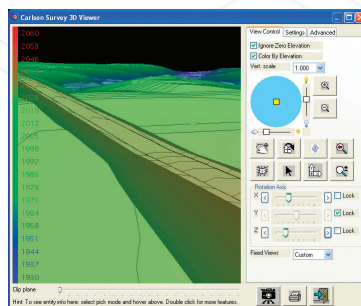 Carlson Survey 3D Viewer
2060
2053
2046
2019
2012
2005
1998
1992
1985
1978
1971
1964
1958
1951
1944
1937
1930
View Control Settings Advanced
Ignore Zero Elevation
Color By Elevation
Vert. scale 1.000
Rotation Axis
X Lock
Y Lock
Z Lock
Fixed Views Custom
Clip plane
Hint: To see entity info here: select pick mode and hover above. Double click for more features.